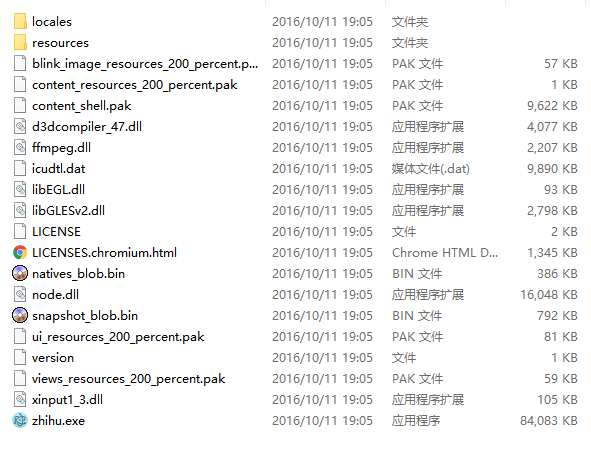 locales 2016/10/11 19:05 文件夹
resources 2016/10/11 19:05 文件夹
blink_image_resources_200_percent.p... 2016/10/11 19:05 PAK 文件 57 KB
content_resources_200_percent.pak 2016/10/11 19:05 PAK 文件 1 KB
content_shell.pak 2016/10/11 19:05 PAK 文件 9,622 KB
d3dcompiler_47.dll 2016/10/11 19:05 应用程序扩展 4,077 KB
ffmpeg.dll 2016/10/11 19:05 应用程序扩展 2,207 KB
icudtl.dat 2016/10/11 19:05 媒体文件(.dat) 9,890 KB
libEGL.dll 2016/10/11 19:05 应用程序扩展 93 KB
libGLESv2.dll 2016/10/11 19:05 应用程序扩展 2,798 KB
LICENSE 2016/10/11 19:05 文件 2 KB
LICENSES.chromium.html 2016/10/11 19:05 Chrome HTML D... 1,345 KB
natives_blob.bin 2016/10/11 19:05 BIN 文件 386 KB
node.dll 2016/10/11 19:05 应用程序扩展 16,048 KB
snapshot_blob.bin 2016/10/11 19:05 BIN 文件 792 KB
ui_resources_200_percent.pak 2016/10/11 19:05 PAK 文件 81 KB
version 2016/10/11 19:05 文件 1 KB
views_resources_200_percent.pak 2016/10/11 19:05 PAK 文件 59 KB
xinput1_3.dll 2016/10/11 19:05 应用程序扩展 105 KB
zhihu.exe 2016/10/11 19:05 应用程序 84,083 KB